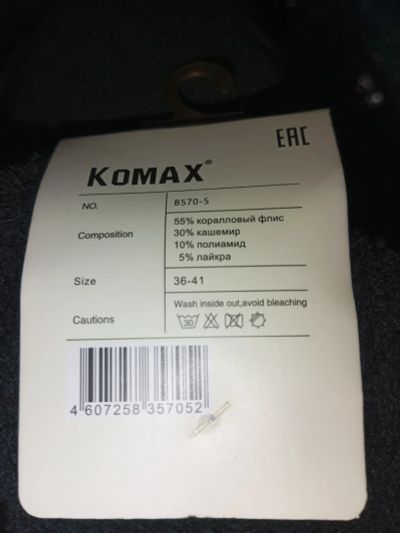 EAC
KOMAX®
NO. B570-5
Composition 55% коралловый флис
30% кашемир
10% полиамид
5% лайкра
Size 36-41
Cautions Wash inside out,avoid bleaching
30
4 607258 357052